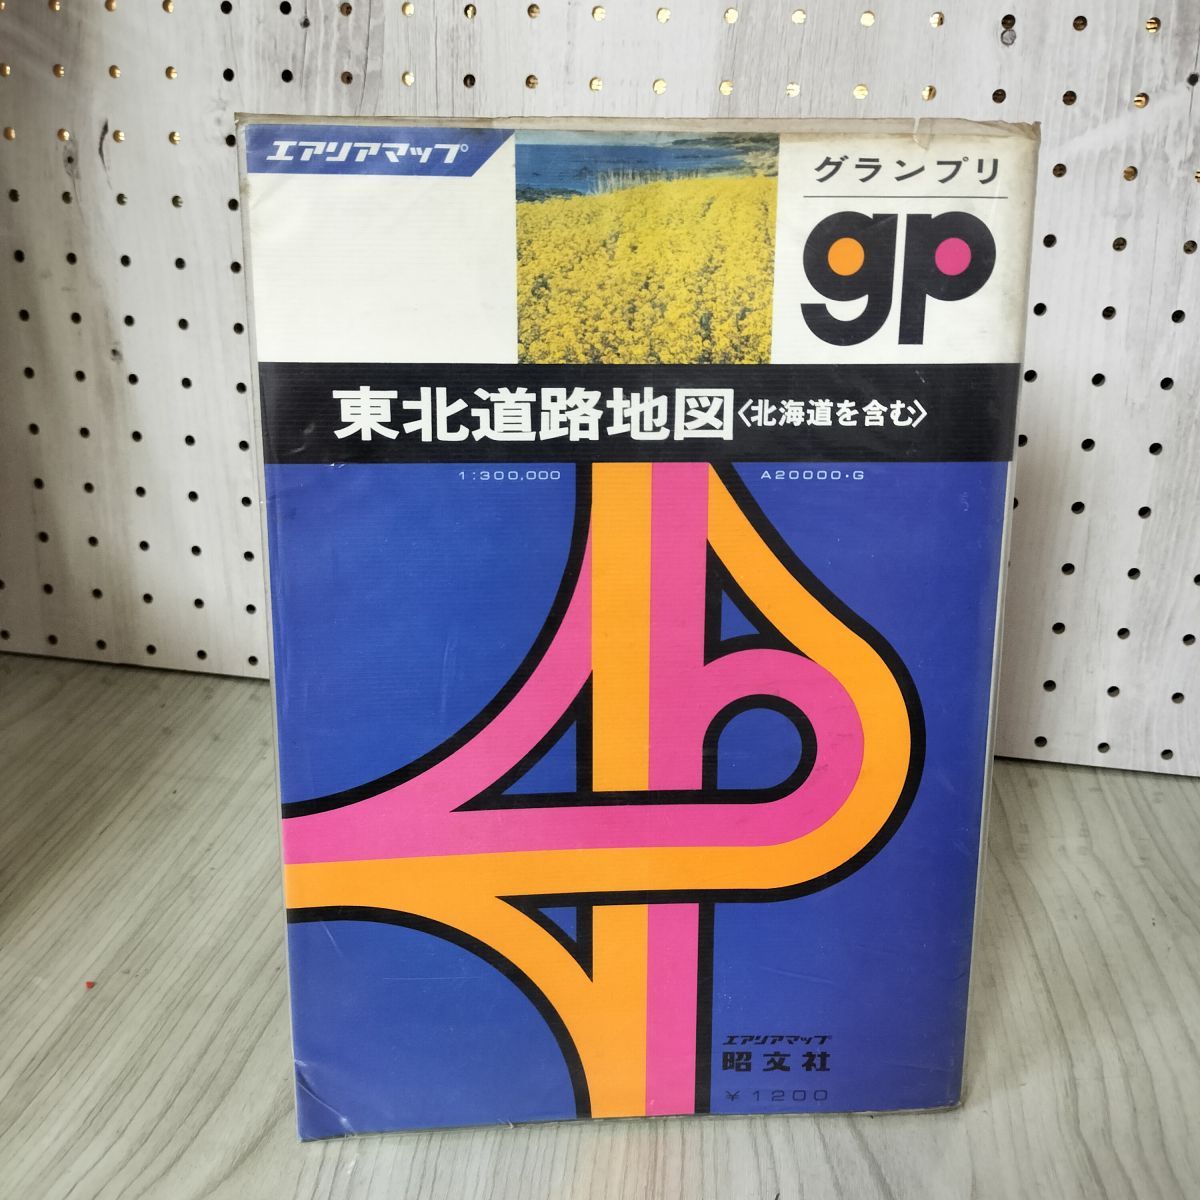 エアリアマップ
グランプリ
gp
東北道路地図〈北海道を含む〉
1:300,000
A20000・G
エアリアマップ
昭文社
¥1200